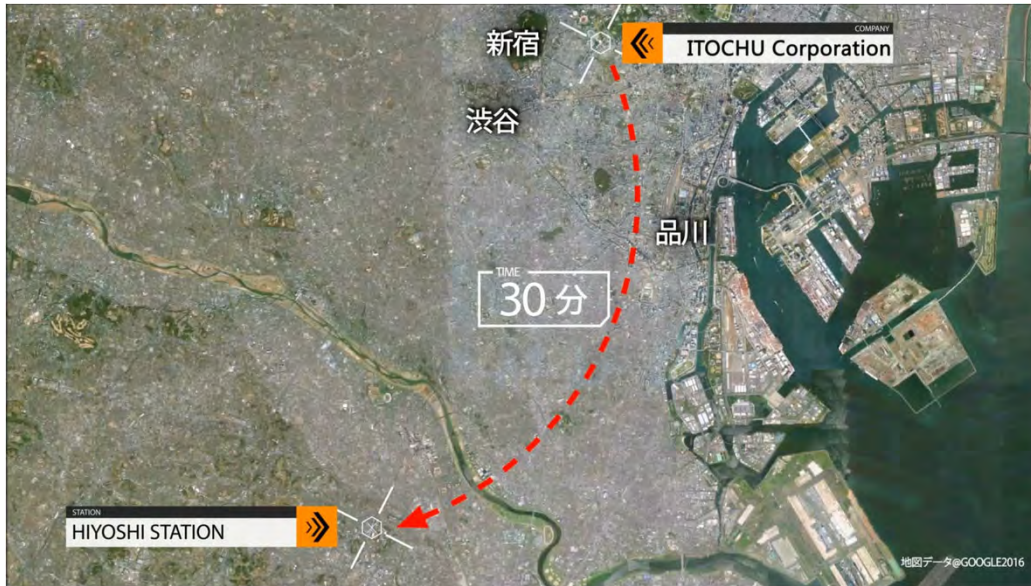 新宿
COMPANY
ITOCHU Corporation
渋谷
品川
TIME
30 分
STATION
HIYOSHI STATION
地図データ@GOOGLE2016